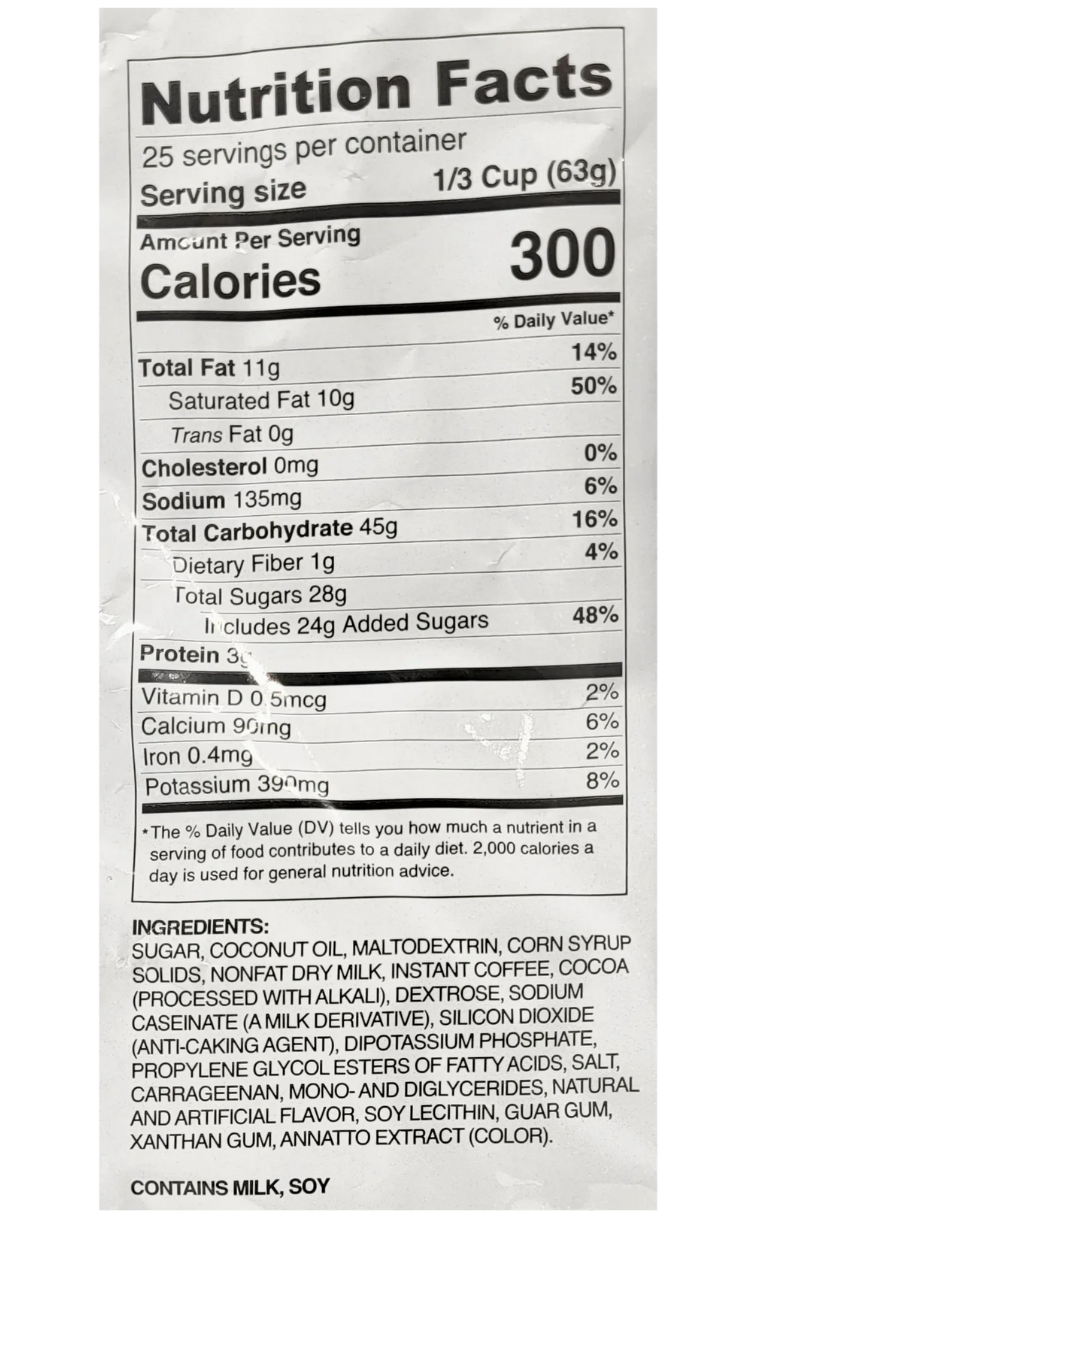 Nutrition Facts
25 servings per container
Serving size 1/3 Cup (63g)
Amount Per Serving
Calories 300
% Daily Value*
Total Fat 11g 14%
Saturated Fat 10g 50%
Trans Fat 0g
Cholesterol 0mg 0%
Sodium 135mg 6%
Total Carbohydrate 45g 16%
Dietary Fiber 1g 4%
Total Sugars 28g
Includes 24g Added Sugars 48%
Protein 3g
Vitamin D 0.5mcg 2%
Calcium 90mg 6%
Iron 0.4mg 2%
Potassium 390mg 8%
*The % Daily Value (DV) tells you how much a nutrient in a
serving of food contributes to a daily diet. 2,000 calories a
day is used for general nutrition advice.
INGREDIENTS:
SUGAR, COCONUT OIL, MALTODEXTRIN, CORN SYRUP
SOLIDS, NONFAT DRY MILK, INSTANT COFFEE, COCOA
(PROCESSED WITH ALKALI), DEXTROSE, SODIUM
CASEINATE (A MILK DERIVATIVE), SILICON DIOXIDE
(ANTI-CAKING AGENT), DIPOTASSIUM PHOSPHATE,
PROPYLENE GLYCOL ESTERS OF FATTY ACIDS, SALT,
CARRAGEENAN, MONO- AND DIGLYCERIDES, NATURAL
AND ARTIFICIAL FLAVOR, SOY LECITHIN, GUAR GUM,
XANTHAN GUM, ANNATTO EXTRACT (COLOR).
CONTAINS MILK, SOY